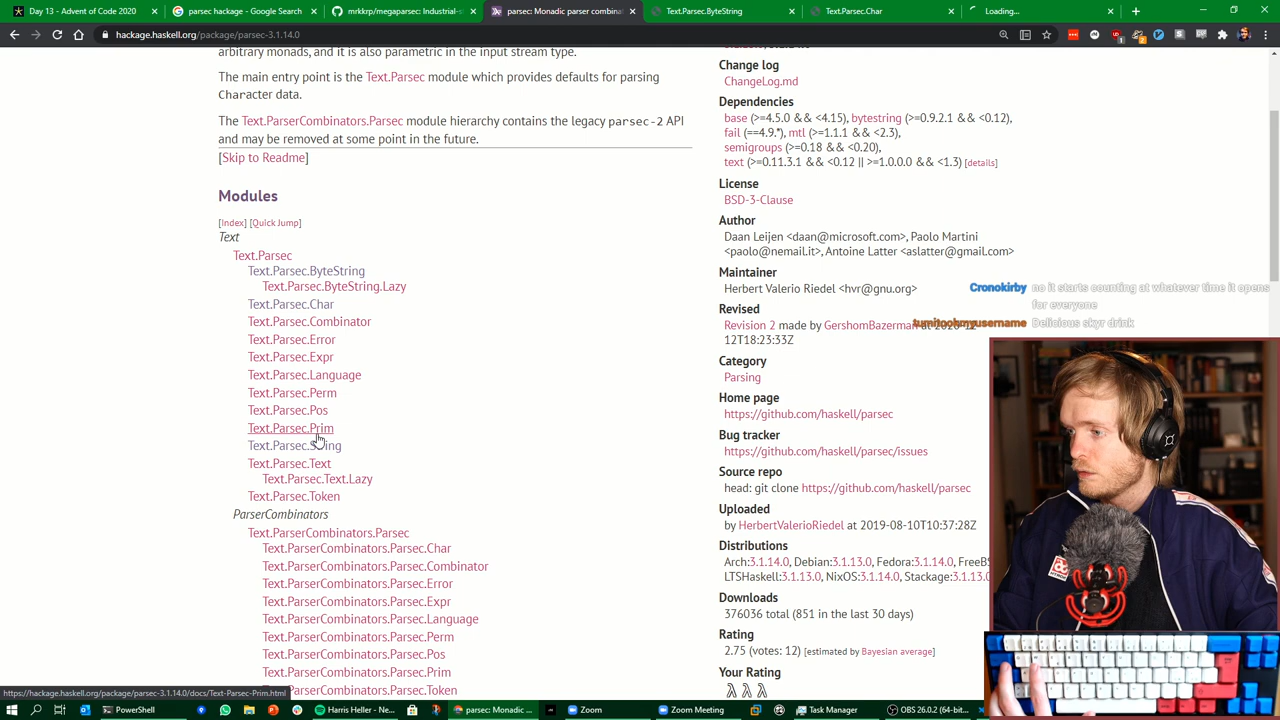 Day 13 - Advent of Code 2020
parsec hackage - Google Search
mrkkrp/megaparsec: Industrial-s
parsec: Monadic parser combinat
Text.Parsec.ByteString
Text.Parsec.Char
Loading...
hackage.haskell.org/package/parsec-3.1.14.0
arbitrary monads, and it is also parametric in the input stream type.
The main entry point is the Text.Parsec module which provides defaults for parsing
Character data.
The Text.ParserCombinators.Parsec module hierarchy contains the legacy parsec-2 API
and may be removed at some point in the future.
[Skip to Readme]
Modules
[Index] [Quick Jump]
Text
Text.Parsec
Text.Parsec.ByteString
Text.Parsec.ByteString.Lazy
Text.Parsec.Char
Text.Parsec.Combinator
Text.Parsec.Error
Text.Parsec.Expr
Text.Parsec.Language
Text.Parsec.Perm
Text.Parsec.Pos
Text.Parsec.Prim
Text.Parsec.String
Text.Parsec.Text
Text.Parsec.Text.Lazy
Text.Parsec.Token
ParserCombinators
Text.ParserCombinators.Parsec
Text.ParserCombinators.Parsec.Char
Text.ParserCombinators.Parsec.Combinator
Text.ParserCombinators.Parsec.Error
Text.ParserCombinators.Parsec.Expr
Text.ParserCombinators.Parsec.Language
Text.ParserCombinators.Parsec.Perm
Text.ParserCombinators.Parsec.Pos
Text.ParserCombinators.Parsec.Prim
Text.ParserCombinators.Parsec.Token
Change log
ChangeLog.md
Dependencies
base (>=4.5.0 && <4.15), bytestring (>=0.9.2.1 && <0.12),
fail (==4.9.*), mtl (>=1.1.1 && <2.3),
semigroups (>=0.18 && <0.20),
text (>=0.11.3.1 && <0.12 || >=1.0.0.0 && <1.3) [details]
License
BSD-3-Clause
Author
Daan Leijen <daan@microsoft.com>, Paolo Martini
<paolo@nemail.it>, Antoine Latter <aslatter@gmail.com>
Maintainer
Herbert Valerio Riedel <hvr@gnu.org>
Revised
Revision 2 made by GershomBazerman at
12T18:23:33Z
Category
Parsing
Home page
https://github.com/haskell/parsec
Bug tracker
https://github.com/haskell/parsec/issues
Source repo
head: git clone https://github.com/haskell/parsec
Uploaded
by HerbertValerioRiedel at 2019-08-10T10:37:28Z
Distributions
Arch:3.1.14.0, Debian:3.1.13.0, Fedora:3.1.14.0, FreeBS
LTSHaskell:3.1.13.0, NixOS:3.1.14.0, Stackage:3.1.13.0
Downloads
376036 total (851 in the last 30 days)
Rating
2.75 (votes: 12) [estimated by Bayesian average]
Your Rating
λ λ λ
Cronokirby no it starts counting at whatever time it opens
for everyone
tumitookmyusername Delicious skyr drink
https://hackage.haskell.org/package/parsec-3.1.14.0/docs/Text-Parsec-Prim.html
PowerShell
Harris Heller - Ne...
parsec: Monadic ...
Zoom
Zoom Meeting
Task Manager
OBS 26.0.2 (64-bit...